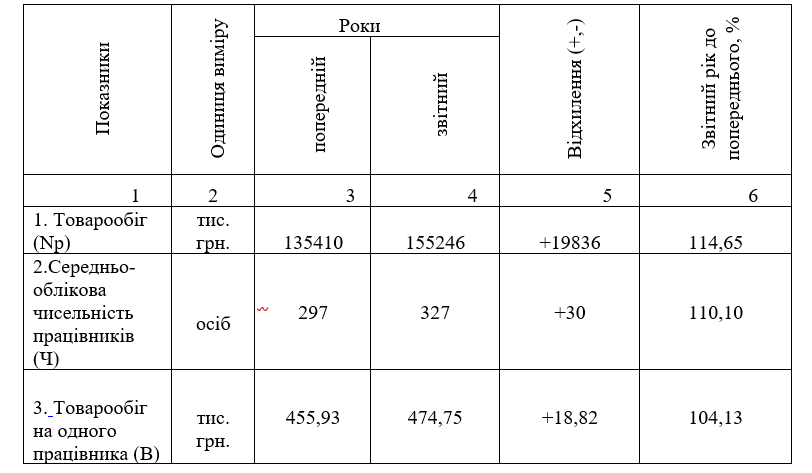 Показники
Одиниця виміру
Роки
попередній
звітний
Відхилення (+,-)
Звітний рік до
попереднього, %
1
2
3
4
5
6
1. Товарообіг
(Np)
тис.
грн.
135410
155246
+19836
114,65
2.Середньо-
облікова
чисельність
працівників
(Ч)
осіб
297
327
+30
110,10
3. Товарообіг
на одного
працівника (В)
тис.
грн.
455,93
474,75
+18,82
104,13